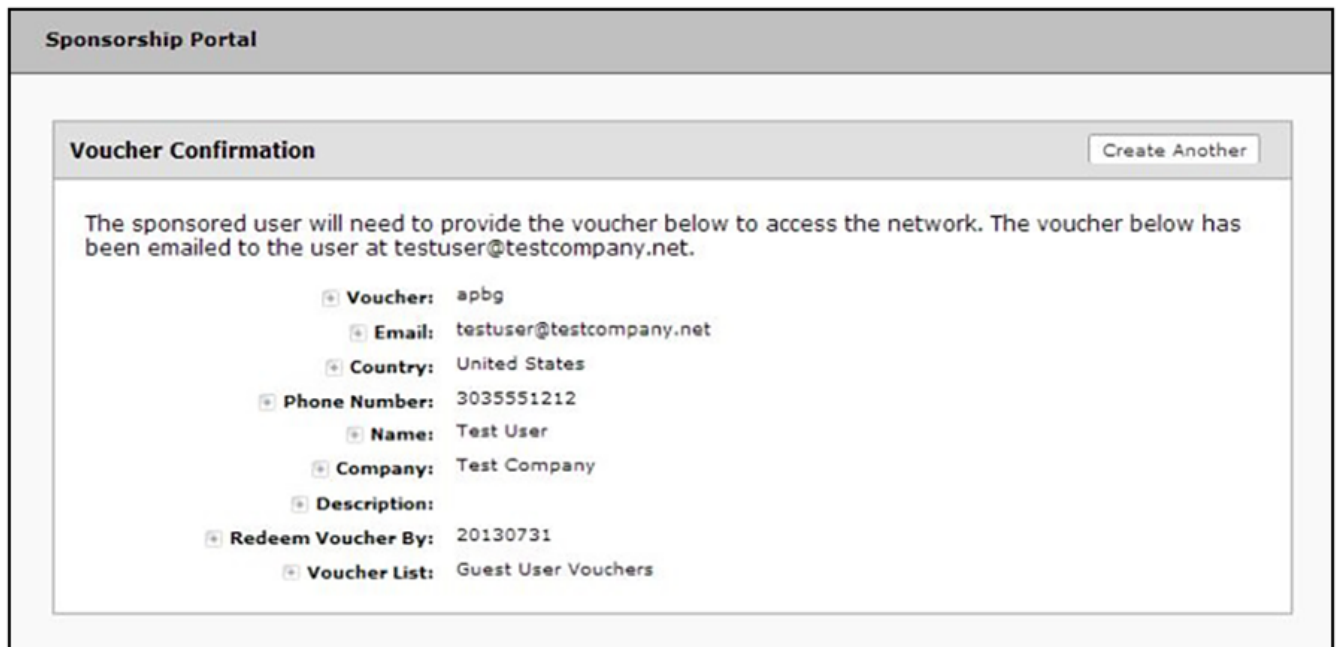 Sponsorship Portal
Voucher Confirmation
Create Another
The sponsored user will need to provide the voucher below to access the network. The voucher below has
been emailed to the user at testuser@testcompany.net.
Voucher: apbg
Email: testuser@testcompany.net
Country: United States
Phone Number: 3035551212
Name: Test User
Company: Test Company
Description:
Redeem Voucher By: 20130731
Voucher List: Guest User Vouchers